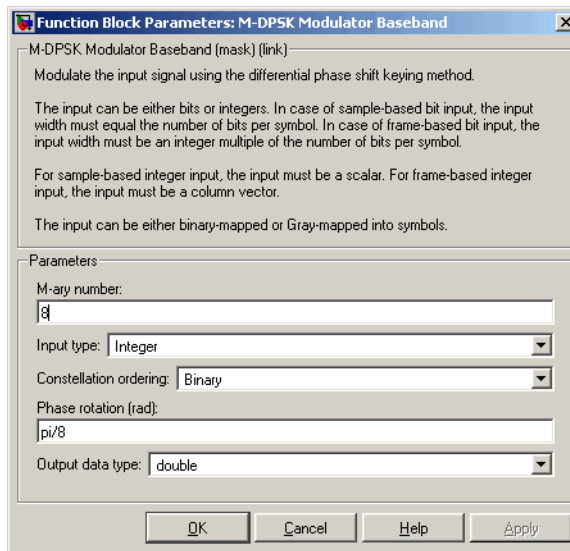 Function Block Parameters: M-DPSK Modulator Baseband
M-DPSK Modulator Baseband (mask) (link)
Modulate the input signal using the differential phase shift keying method.
The input can be either bits or integers. In case of sample-based bit input, the input
width must equal the number of bits per symbol. In case of frame-based bit input, the
input width must be an integer multiple of the number of bits per symbol.
For sample-based integer input, the input must be a scalar. For frame-based integer
input, the input must be a column vector.
The input can be either binary-mapped or Gray-mapped into symbols.
Parameters
M-ary number:
8
Input type: Integer
Constellation ordering: Binary
Phase rotation (rad):
pi/8
Output data type: double
OK Cancel Help Apply